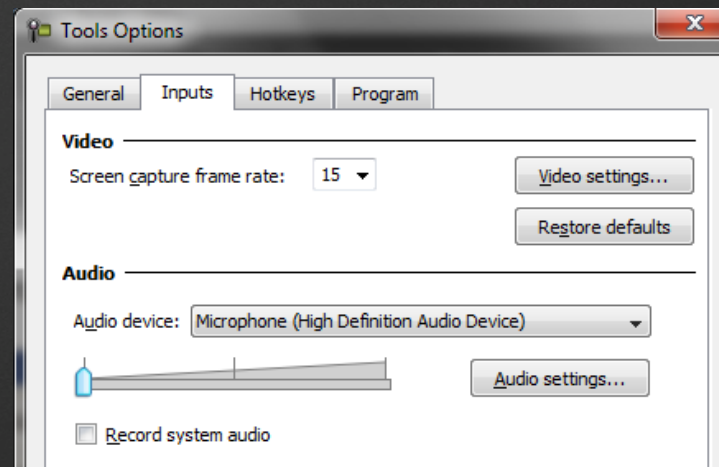 Tools Options
General Inputs Hotkeys Program
Video
Screen capture frame rate: 15 Video settings...
Restore defaults
Audio
Audio device: Microphone (High Definition Audio Device)
Audio settings...
Record system audio